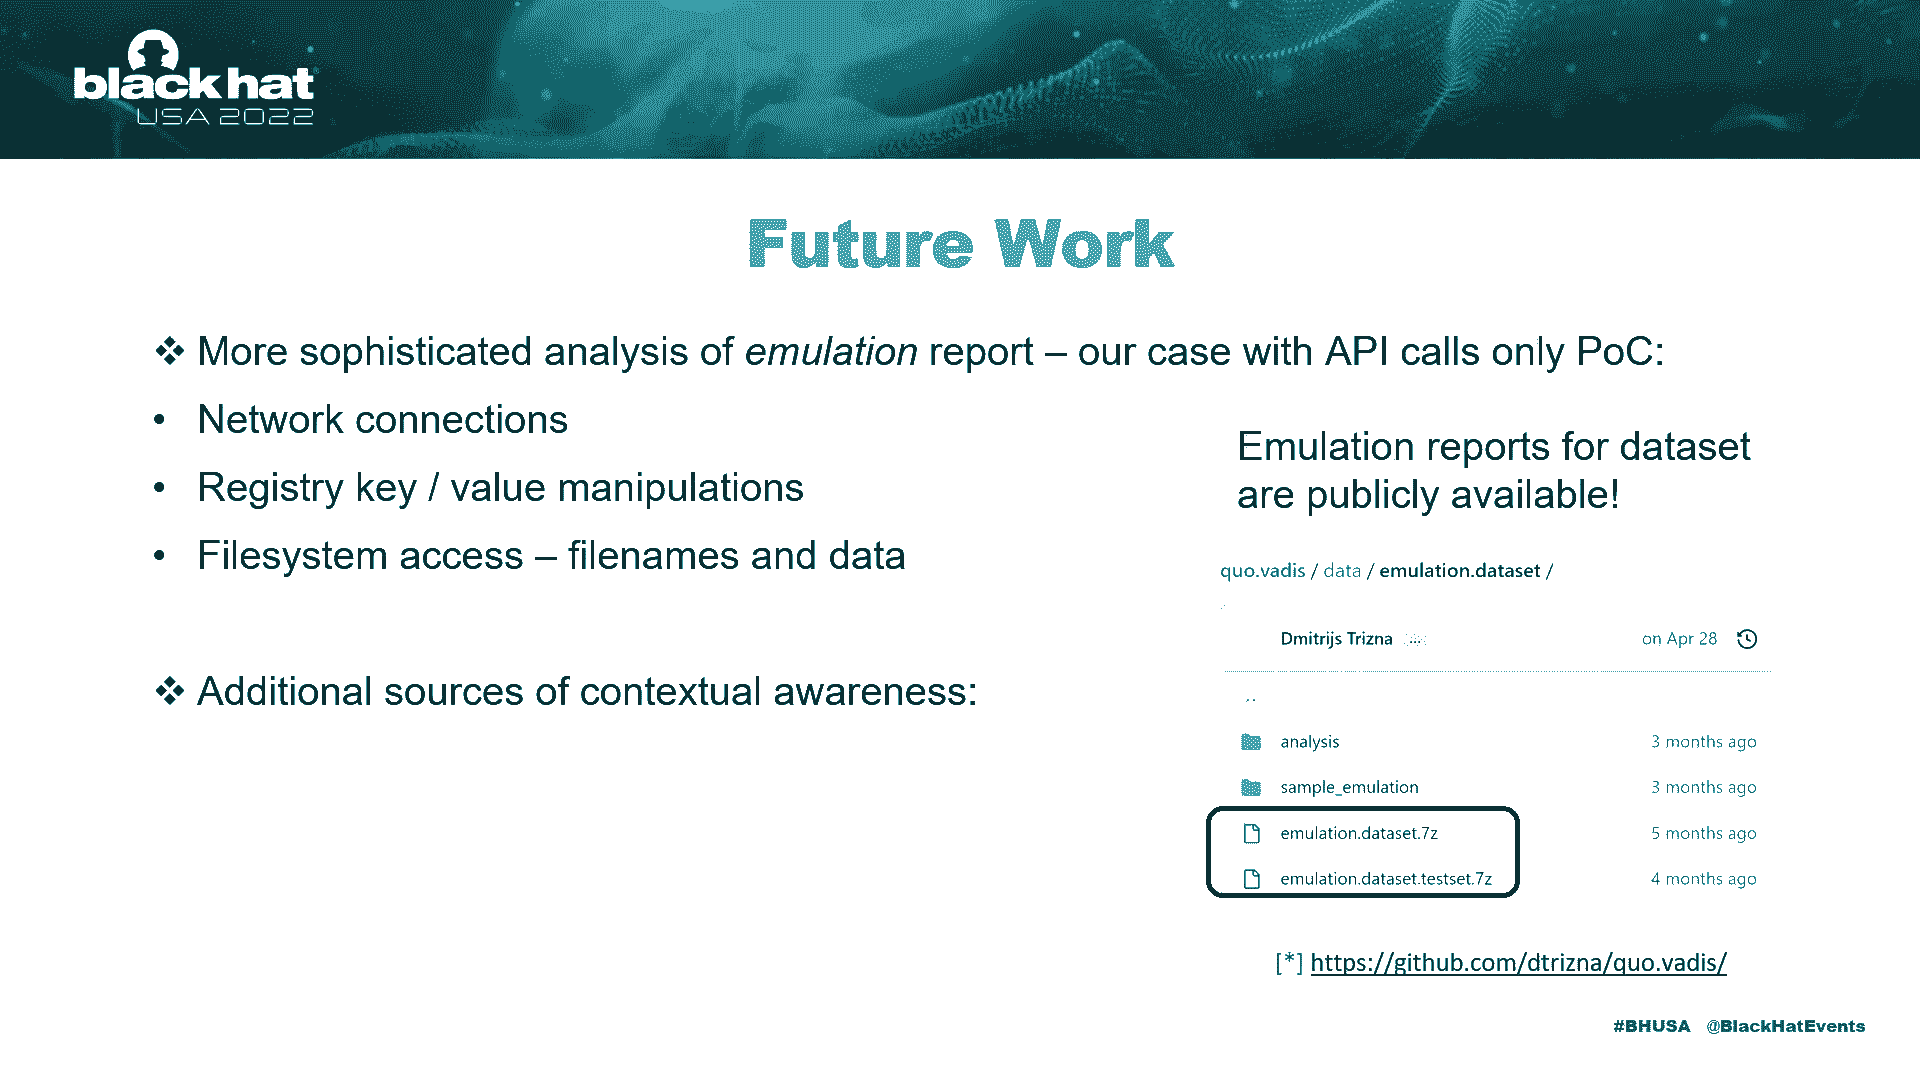 black hat
USA 2022
Future Work
❖ More sophisticated analysis of emulation report – our case with API calls only PoC:
• Network connections
• Registry key / value manipulations
• Filesystem access – filenames and data
❖ Additional sources of contextual awareness:
Emulation reports for dataset
are publicly available!
quo.vadis / data / emulation.dataset /
Dmitrijs Trizna ... on Apr 28
..
analysis 3 months ago
sample_emulation 3 months ago
emulation.dataset.7z 5 months ago
emulation.dataset.testset.7z 4 months ago
[*] https://github.com/dtrizna/quo.vadis/
#BHUSA @BlackHatEvents